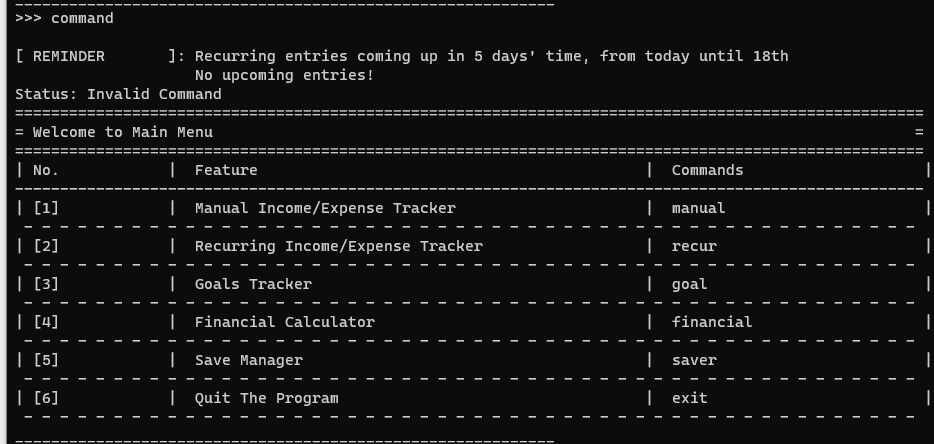 >>> command
[ REMINDER       ]: Recurring entries coming up in 5 days' time, from today until 18th
No upcoming entries!
Status: Invalid Command
= Welcome to Main Menu =
| No. | Feature | Commands |
| [1] | Manual Income/Expense Tracker | manual |
| [2] | Recurring Income/Expense Tracker | recur |
| [3] | Goals Tracker | goal |
| [4] | Financial Calculator | financial |
| [5] | Save Manager | saver |
| [6] | Quit The Program | exit |